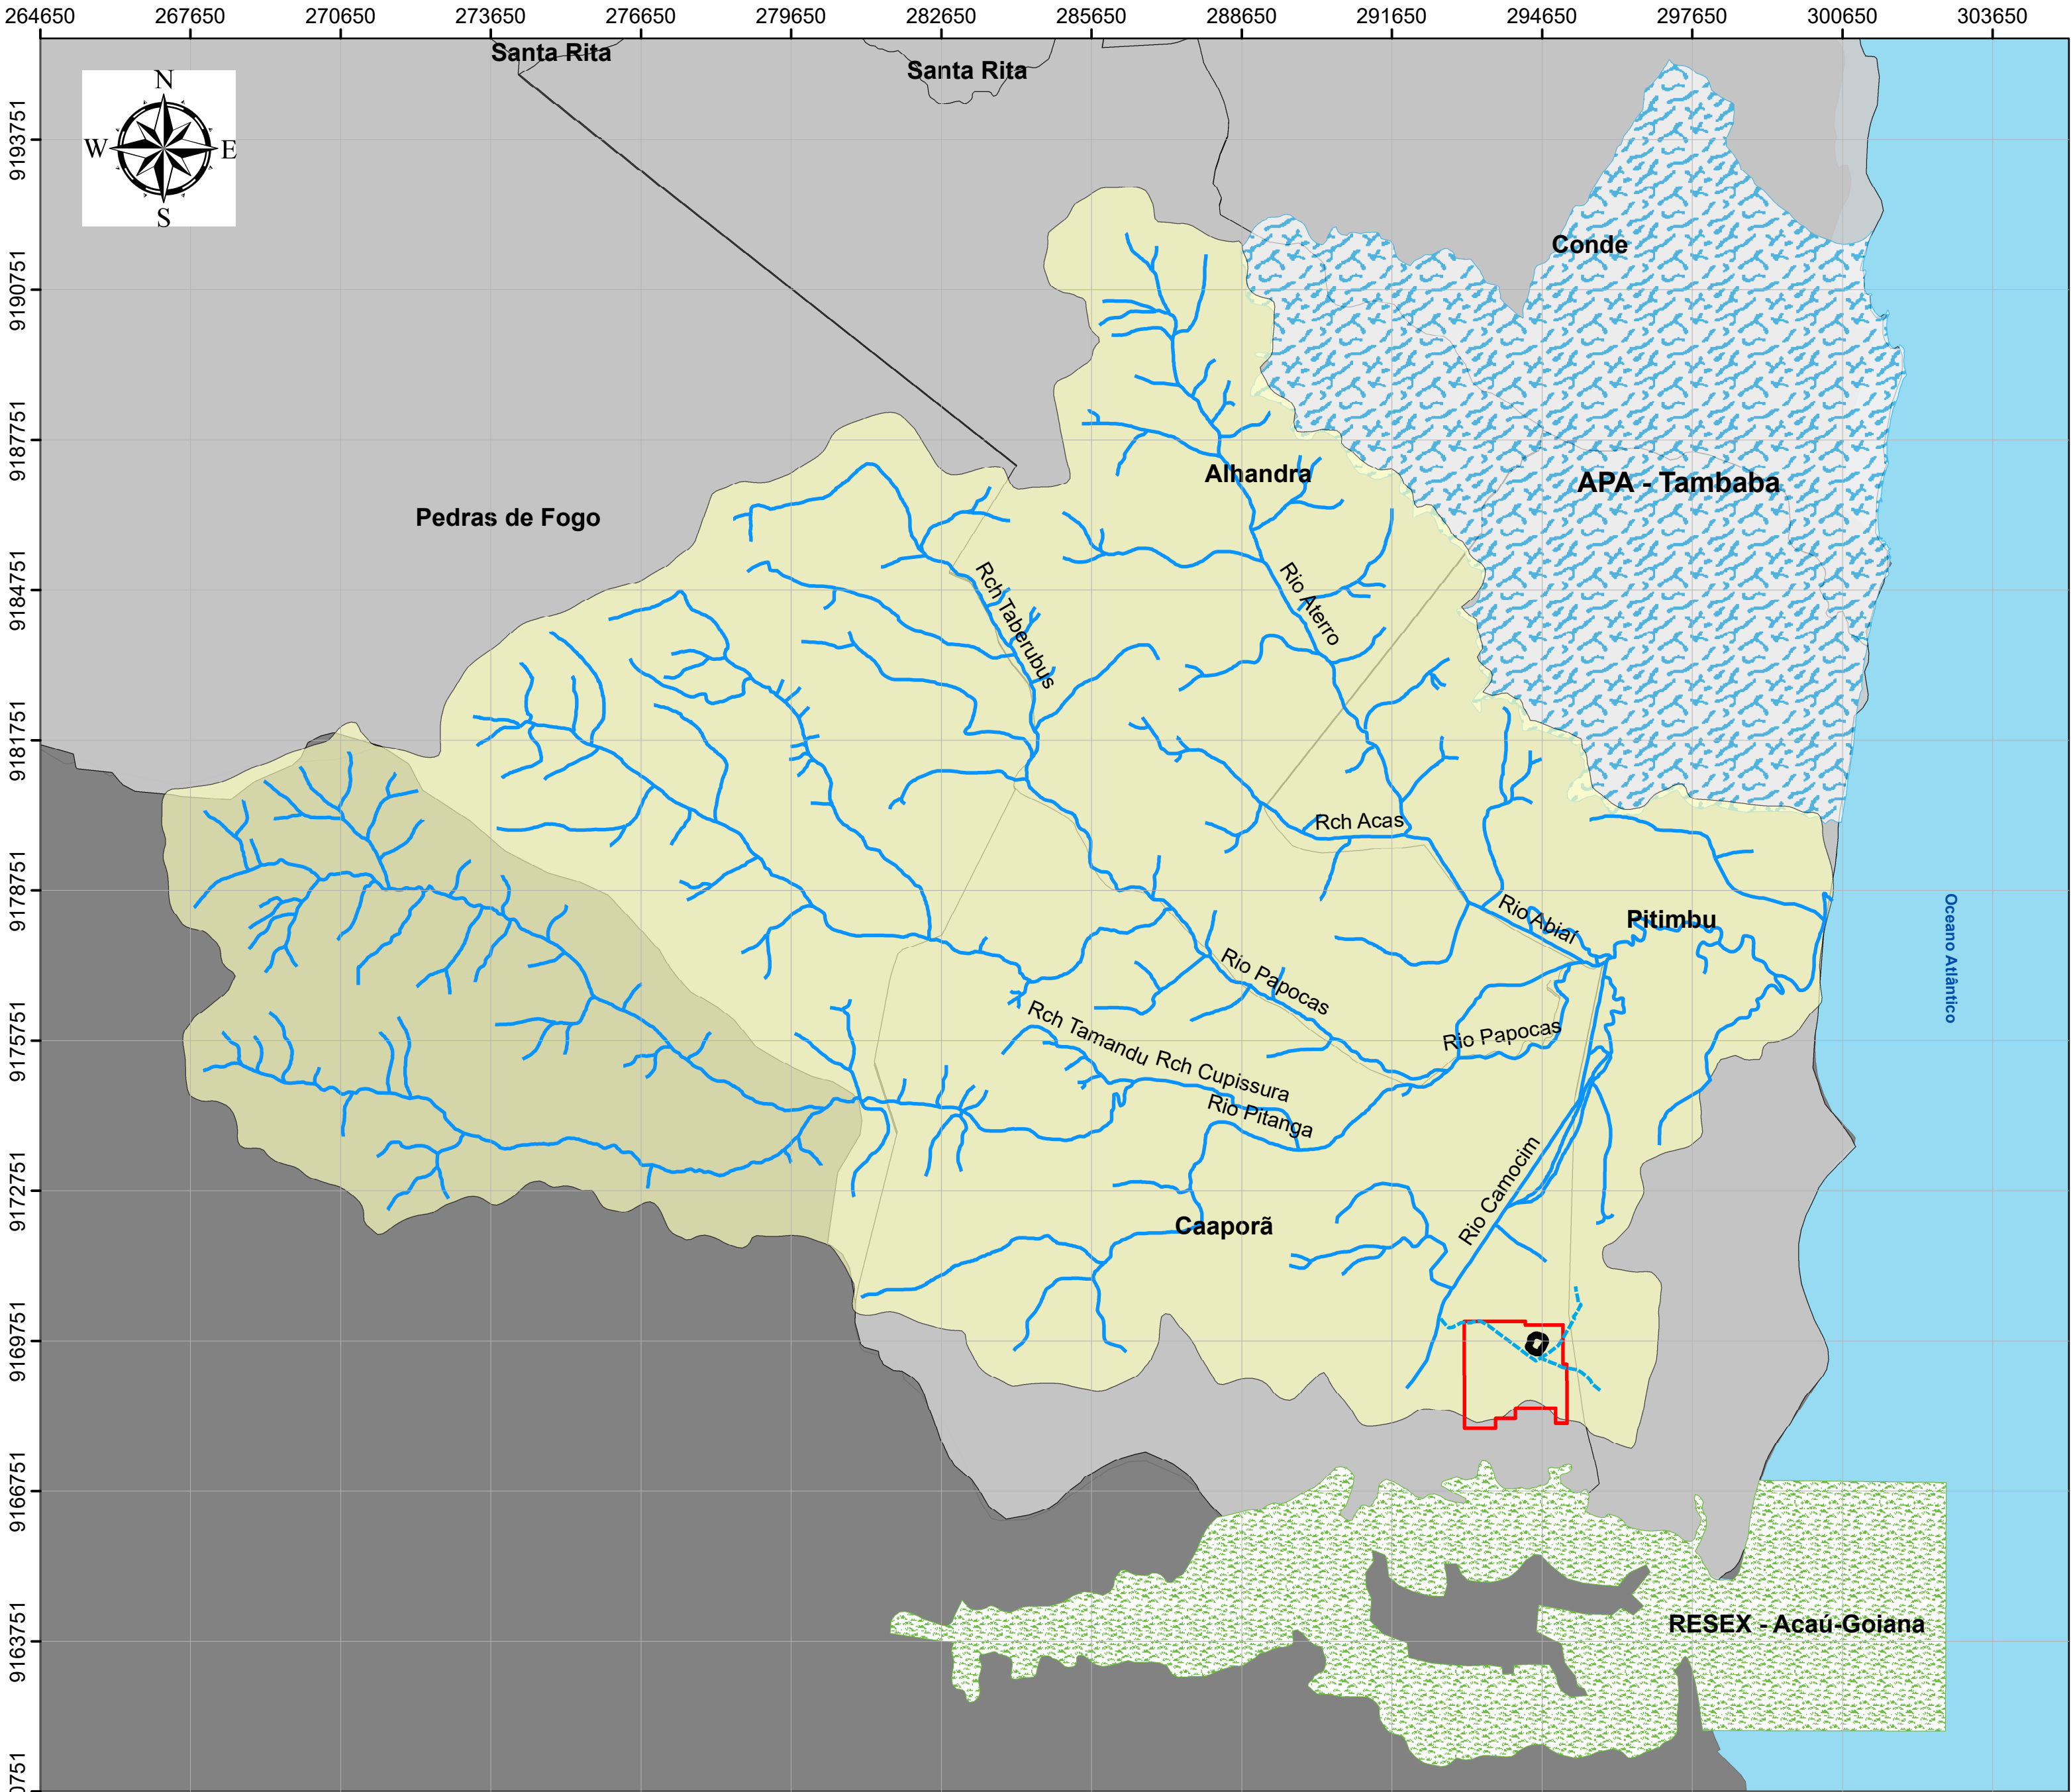 264650 267650 270650 273650 276650 279650 282650 285650 288650 291650 294650 297650 300650 303650
Santa Rita
Santa Rita
N
W E
S
9193751
Conde
9190751
9187751
Alhandra
APA - Tambaba
Pedras de Fogo
9184751
Rch Taberubus
Rio Aterro
9181751
Rch Acas
9178751
Rio Abiaí
Pitimbu
Oceano Atlântico
Rio Papocas
9175751
Rch Tamandu
Rch Cupissura
Rio Papocas
Rio Pitanga
9172751
Rio Camocim
Caaporã
9169751
9166751
9163751
RESEX - Acaú-Goiana
0751